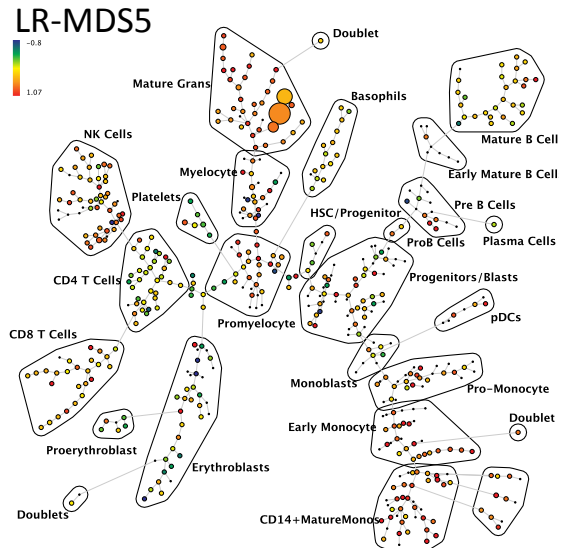 LR-MDS5
-0.8
1.07
Doublet
Mature Grans
Basophils
NK Cells
Mature B Cell
Myelocyte
Early Mature B Cell
Platelets
HSC/Progenitor
Pre B Cells
ProB Cells
Plasma Cells
CD4 T Cells
Progenitors/Blasts
pDCs
Promyelocyte
CD8 T Cells
Monoblasts
Pro-Monocyte
Early Monocyte
Doublet
Proerythroblast
Erythroblasts
Doublets
CD14+MatureMonos